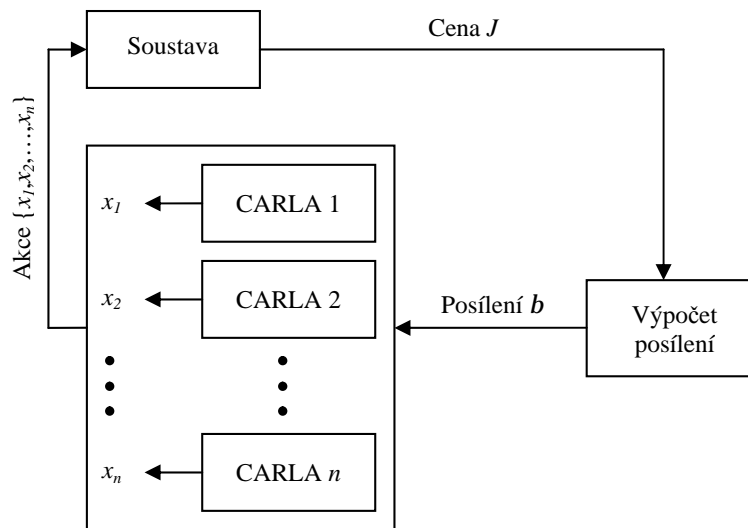 Soustava
Cena J
Akce {x1,x2,…,xn}
x1
CARLA 1
x2
CARLA 2
Posílení b
Výpočet
posílení
xn
CARLA n